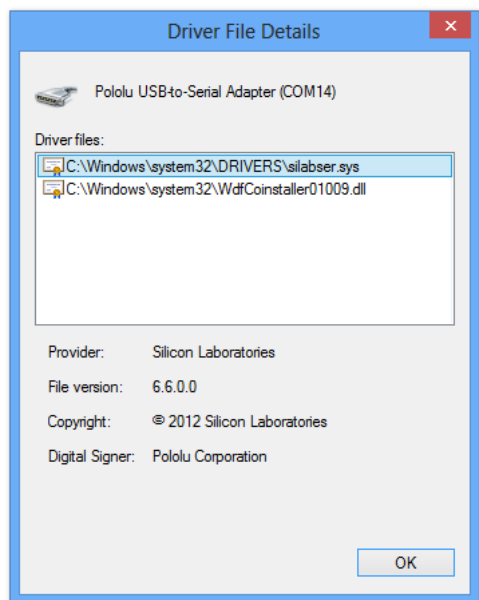 Driver File Details
Pololu USB-to-Serial Adapter (COM14)
Driver files:
C:\Windows\system32\DRIVERS\silabser.sys
C:\Windows\system32\WdfCoinstaller01009.dll
Provider: Silicon Laboratories
File version: 6.6.0.0
Copyright: © 2012 Silicon Laboratories
Digital Signer: Pololu Corporation
OK